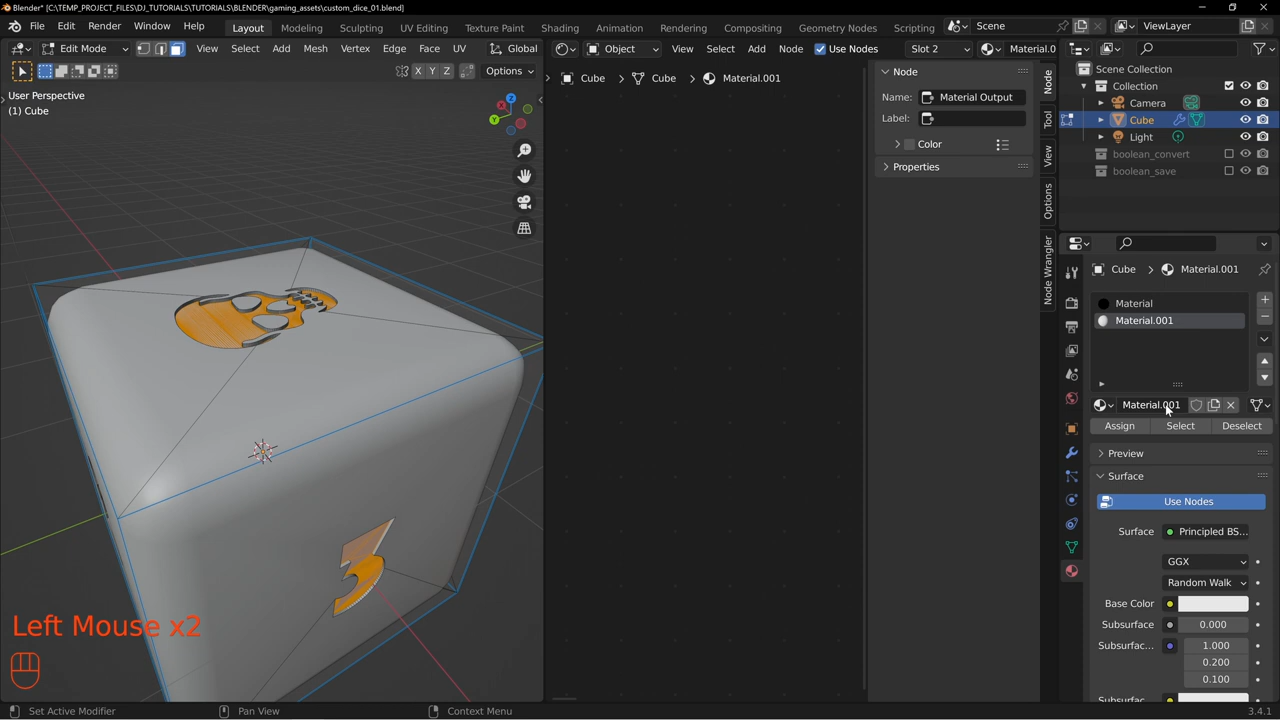 Blender* [C:\TEMP_PROJECT_FILES\DJ_TUTORIALS\TUTORIALS\BLENDER\gaming_assets\custom_dice_01.blend]
File Edit Render Window Help Layout Modeling Sculpting UV Editing Texture Paint Shading Animation Rendering Compositing Geometry Nodes Scripting Scene ViewLayer
Edit Mode View Select Add Mesh Vertex Edge Face UV Global
Object View Select Add Node Use Nodes Slot 2 Material.0
X Y Z Options
User Perspective
(1) Cube
Cube > Cube > Material.001
Node
Name: Material Output
Label:
Color
Properties
Node
Tool
View
Options
Node Wrangler
Scene Collection
Collection
Camera
Cube
Light
boolean_convert
boolean_save
Cube > Material.001
Material
Material.001
Material.001
Assign Select Deselect
Preview
Surface
Use Nodes
Surface Principled BS...
GGX
Random Walk
Base Color
Subsurface 0.000
Subsurfac... 1.000
0.200
0.100
Subsurfac...
Left Mouse x2
Set Active Modifier Pan View Context Menu 3.4.1